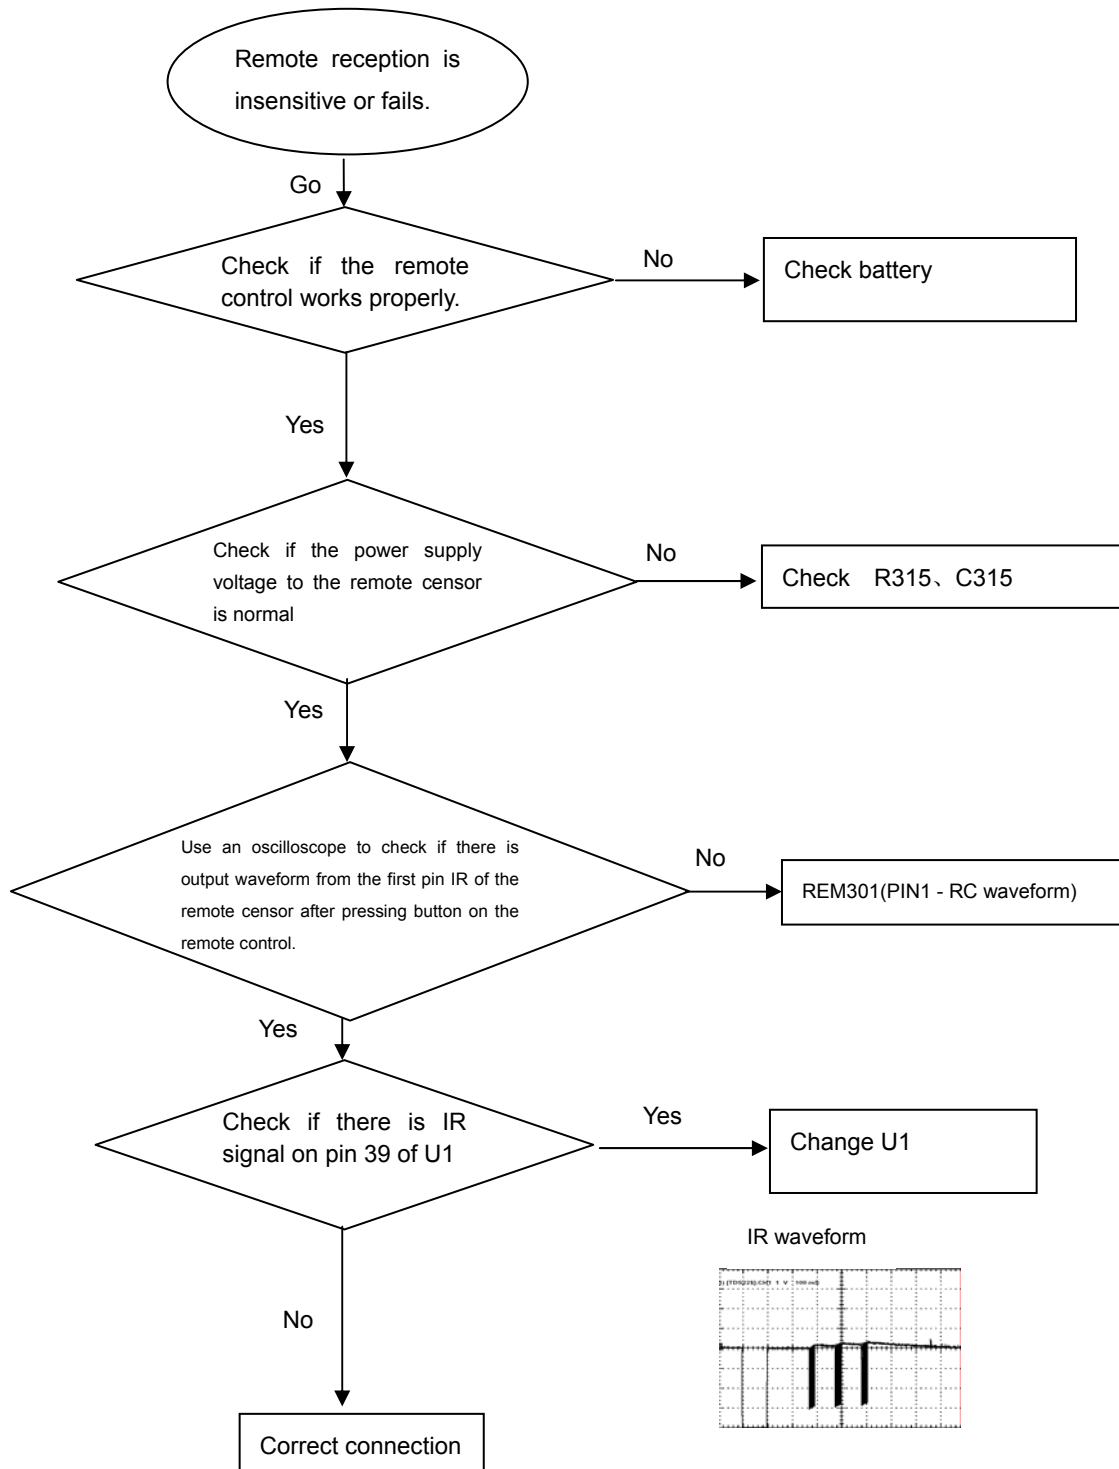 Remote reception is
insensitive or fails.
Go
Check if the remote
control works properly.
No
Check battery
Yes
Check if the power supply
voltage to the remote censor
is normal
No
Check R315、C315
Yes
Use an oscilloscope to check if there is
output waveform from the first pin IR of the
remote censor after pressing button on the
remote control.
No
REM301(PIN1 - RC waveform)
Yes
Check if there is IR
signal on pin 39 of U1
Yes
Change U1
IR waveform
No
Correct connection